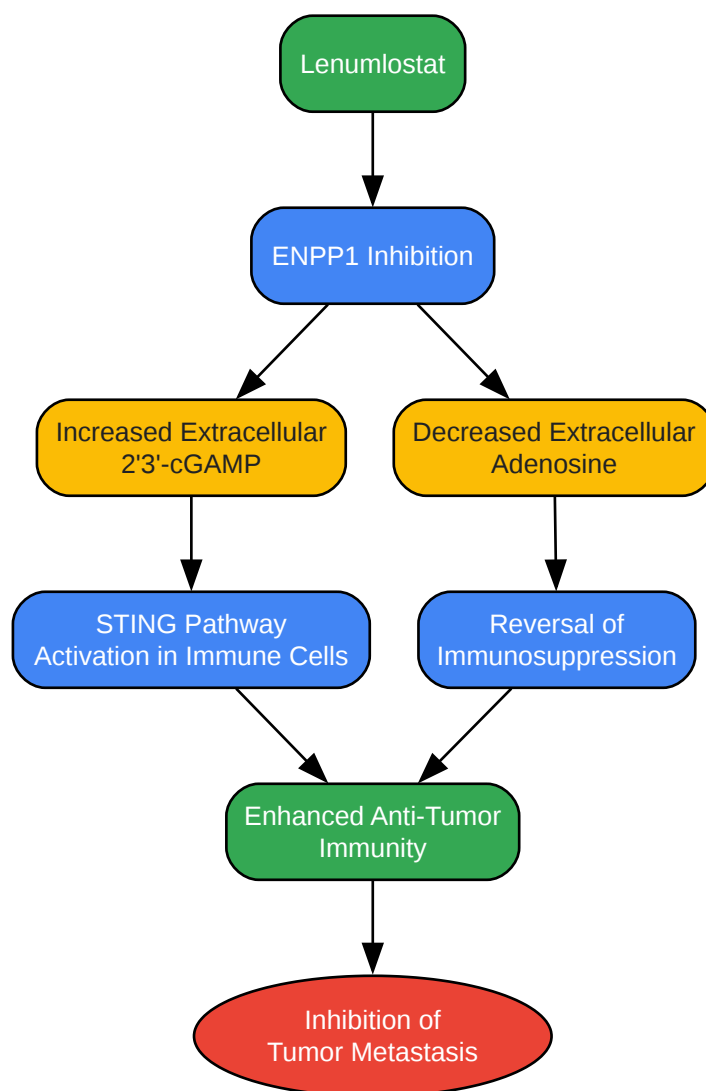 Lenumlostat
ENPP1 Inhibition
Increased Extracellular
2'3'-cGAMP
Decreased Extracellular
Adenosine
STING Pathway
Activation in Immune Cells
Reversal of
Immunosuppression
Enhanced Anti-Tumor
Immunity
Inhibition of
Tumor Metastasis